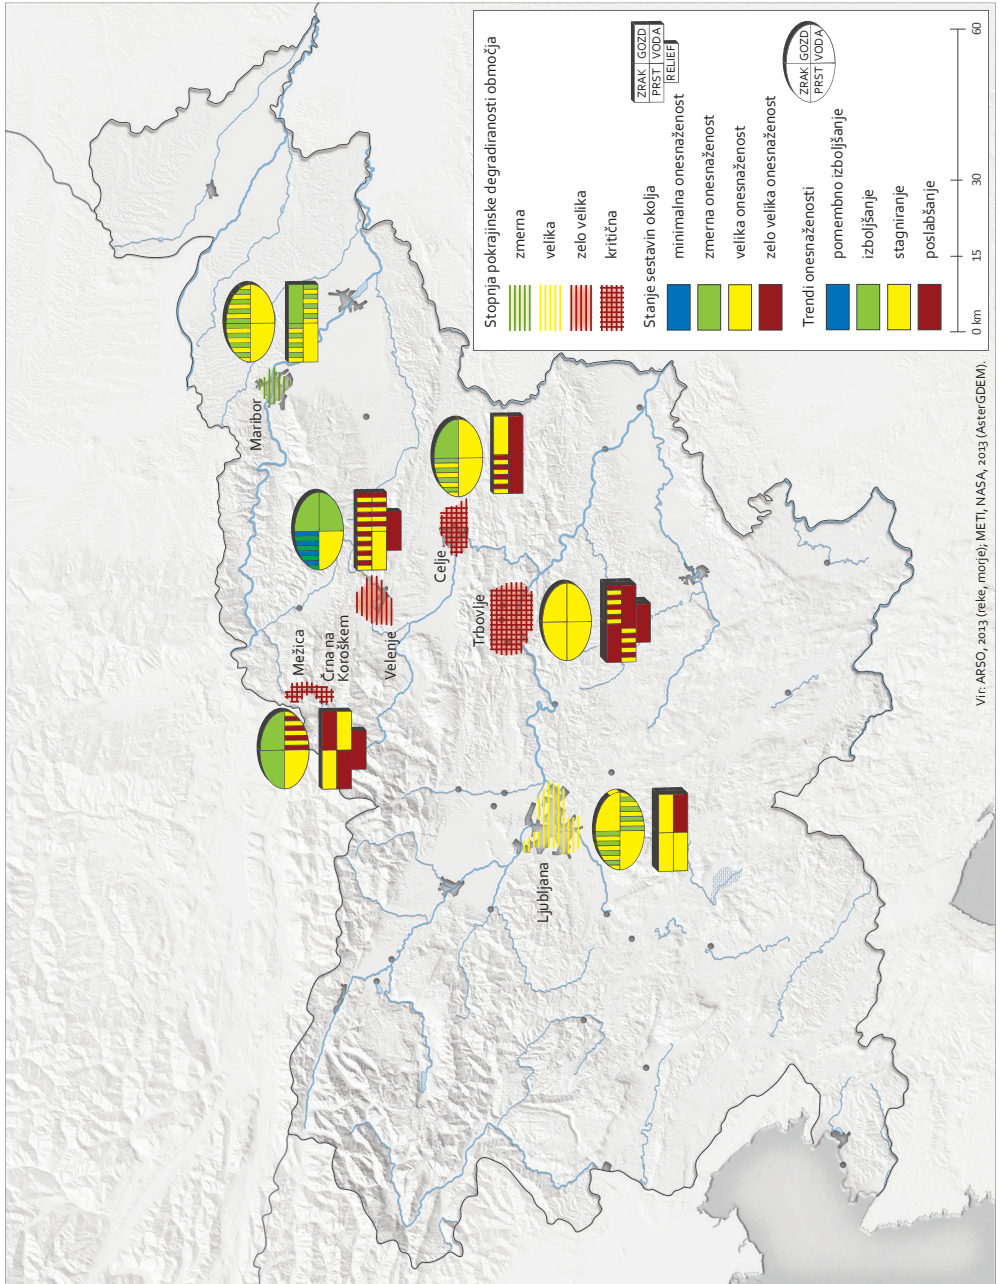 Maribor
Mežica
Črna na
Koroškem
Velenje
Celje
Trbovlje
Ljubljana
Stopnja pokrajinske degradiranosti območja
zmerna
velika
zelo velika
kritična
Stanje sestavin okolja
minimalna onesnaženost
zmerna onesnaženost
velika onesnaženost
zelo velika onesnaženost
ZRAK GOZD
PRST VODA
RELIEF
Trendi onesnaženosti
pomembno izboljšanje
izboljšanje
stagniranje
poslabšanje
ZRAK GOZD
PRST VODA
0 km 15 30 60
Vir: ARSO, 2013 (reke, morje); METI, NASA, 2013 (AsterGDEM).